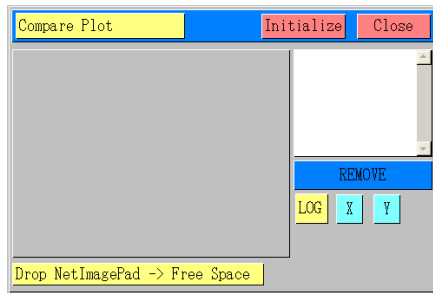 Compare Plot
Initialize
Close
REMOVE
LOG
X
Y
Drop NetImagePad -> Free Space